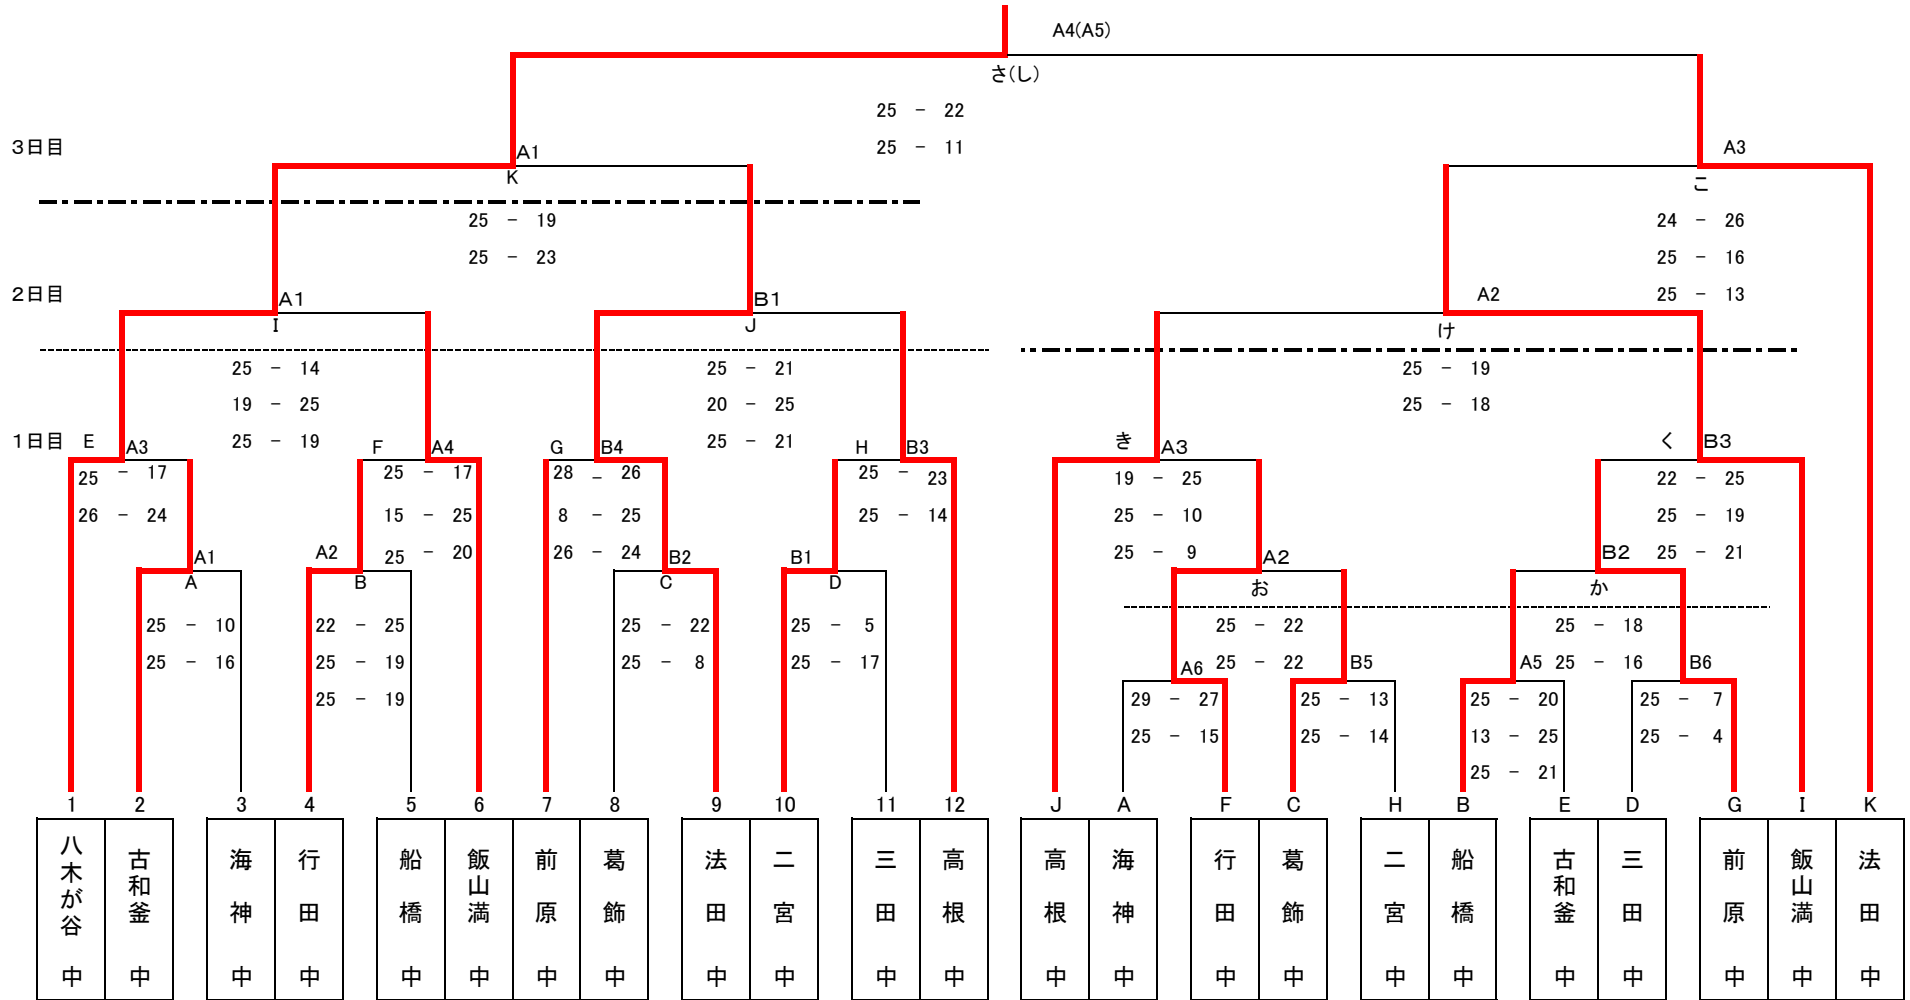 A4(A5)
さ(し)
25 － 22
3日目 A1 25 － 11 A3
K こ
25 － 19 24 － 26
25 － 23 25 － 16
2日目 A1 B1 A2 25 － 13
I J け
25 － 14 25 － 21 25 － 19
19 － 25 20 － 25 25 － 18
1日目 E A3 25 － 19 F A4 G B4 25 － 21 H B3 き A3 く B3
25 － 17 25 － 17 28 － 26 25 － 23 19 － 25 22 － 25
26 － 24 15 － 25 8 － 25 25 － 14 25 － 10 25 － 19
A1 A2 25 － 20 26 － 24 B2 B1 25 － 9 A2 B2 25 － 21
A B C D お か
25 － 10 22 － 25 25 － 22 25 － 5 25 － 22 25 － 18
25 － 16 25 － 19 25 － 8 25 － 17 A6 25 － 22 B5 A5 25 － 16 B6
25 － 19 29 － 27 25 － 13 25 － 20 25 － 7
25 － 15 25 － 14 13 － 25 25 － 4
25 － 21
1 2 3 4 5 6 7 8 9 10 11 12 J A F C H B E D G I K
八木が谷中
古和釜中
海神中
行田中
船橋中
飯山満中
前原中
葛飾中
法田中
二宮中
三田中
高根中
高根中
海神中
行田中
葛飾中
二宮中
船橋中
古和釜中
三田中
前原中
飯山満中
法田中